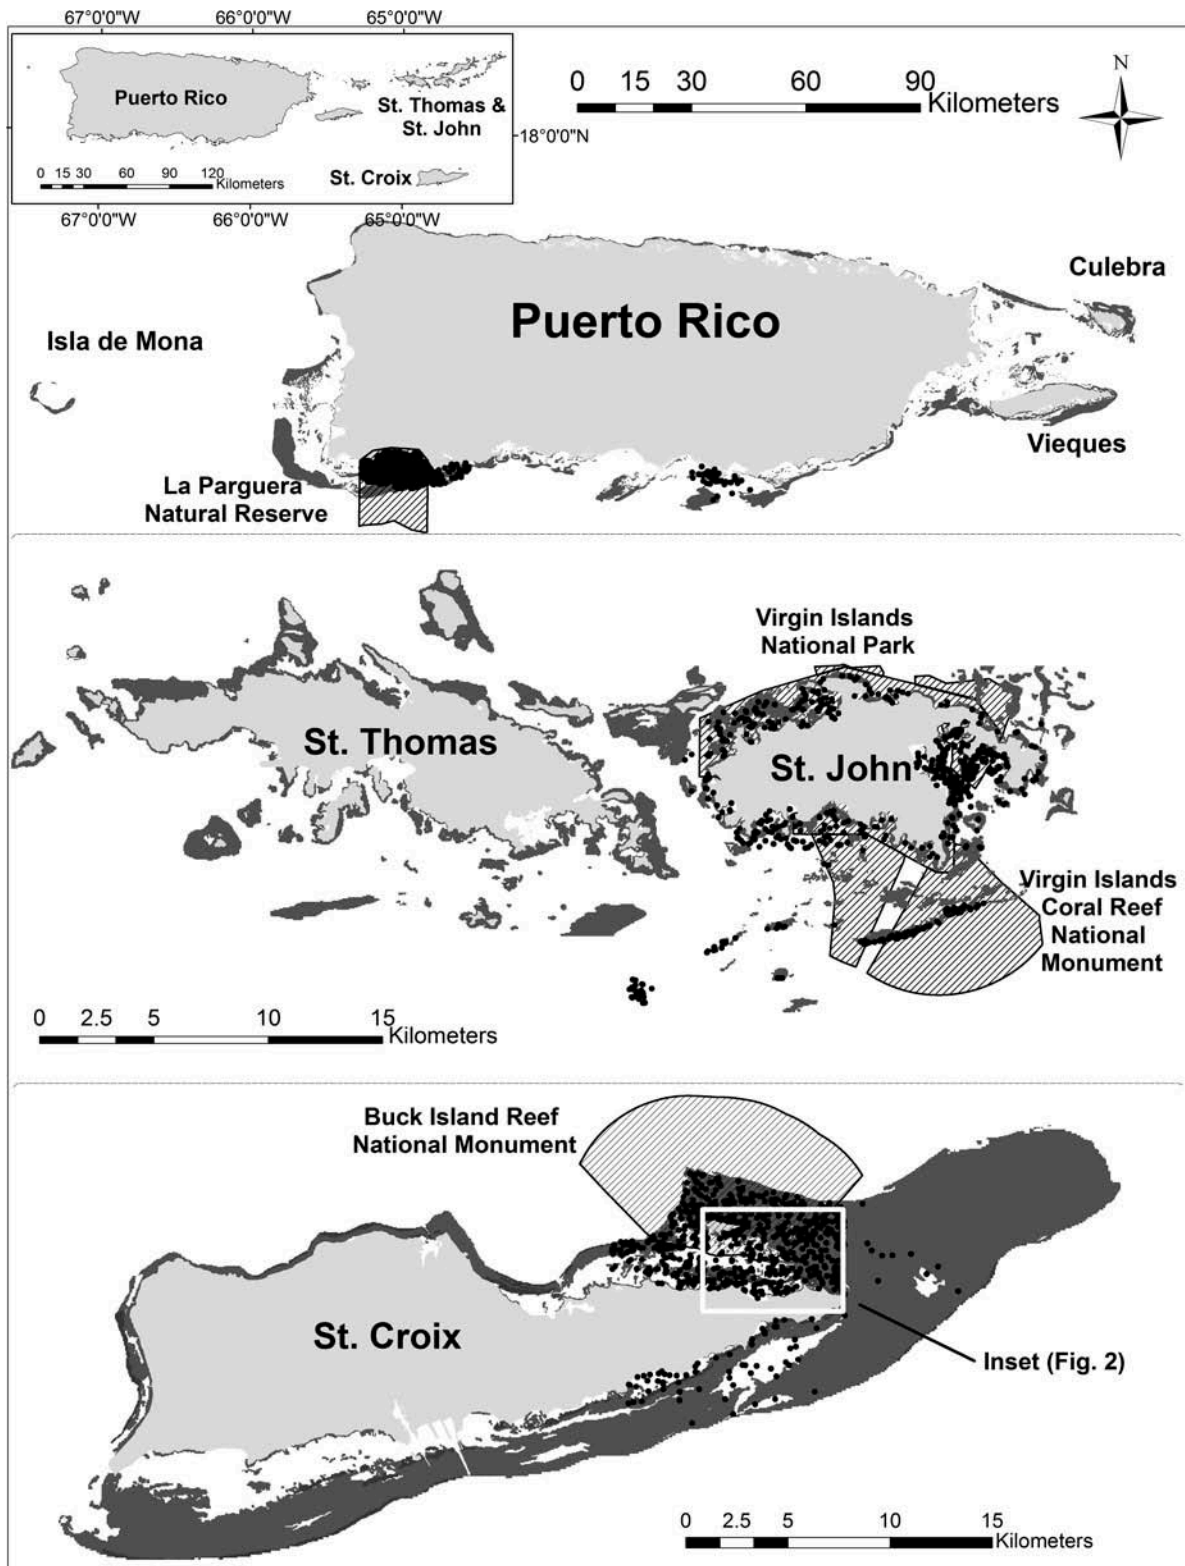 67°0'0"W 66°0'0"W 65°0'0"W
Puerto Rico
St. Thomas &
St. John
18°0'0"N
0 15 30 60 90 120
Kilometers
St. Croix
67°0'0"W 66°0'0"W 65°0'0"W
0 15 30 60 90
Kilometers
N
Culebra
Puerto Rico
Isla de Mona
Vieques
La Parguera
Natural Reserve
Virgin Islands
National Park
St. Thomas
St. John
Virgin Islands
Coral Reef
National
Monument
0 2.5 5 10 15
Kilometers
Buck Island Reef
National Monument
St. Croix
Inset (Fig. 2)
0 2.5 5 10 15
Kilometers